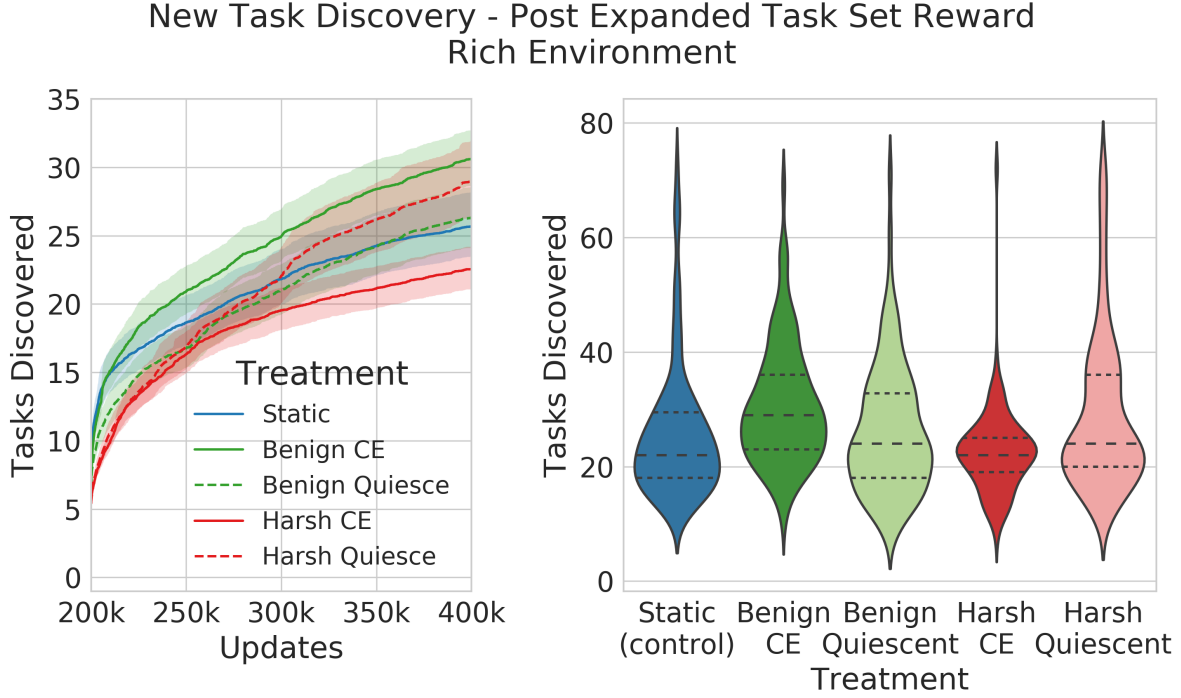 New Task Discovery - Post Expanded Task Set Reward
Rich Environment
Tasks Discovered
35
30
25
20
15
10
5
0
200k 250k 300k 350k 400k
Updates
Treatment
Static
Benign CE
Benign Quiesce
Harsh CE
Harsh Quiesce
Tasks Discovered
80
60
40
20
0
Static Benign Benign Harsh Harsh
(control) CE Quiescent CE Quiescent
Treatment